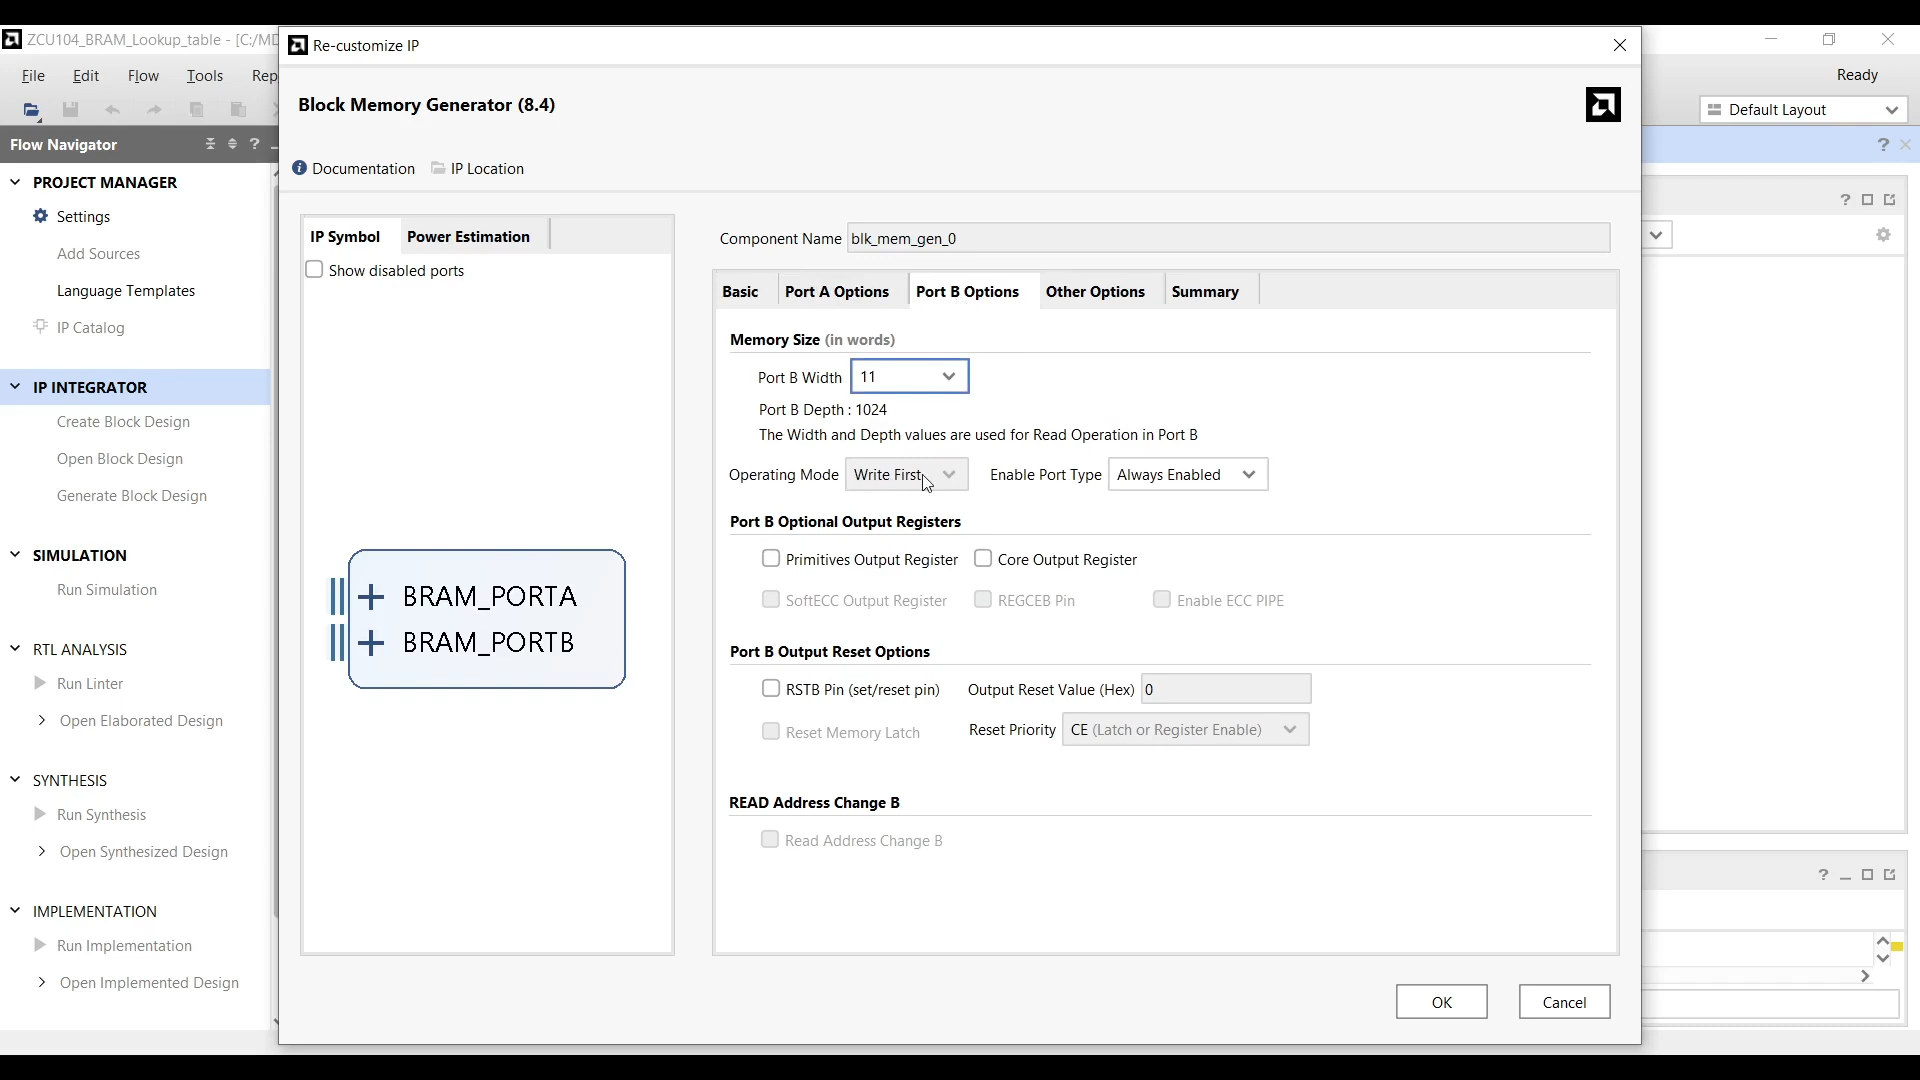 ZCU104_BRAM_Lookup_table - [C:/MD
Re-customize IP
File Edit Flow Tools Rep
Ready
Block Memory Generator (8.4)
Default Layout
Flow Navigator
Documentation IP Location
PROJECT MANAGER
Settings
Add Sources
Language Templates
IP Catalog
IP INTEGRATOR
Create Block Design
Open Block Design
Generate Block Design
SIMULATION
Run Simulation
RTL ANALYSIS
Run Linter
Open Elaborated Design
SYNTHESIS
Run Synthesis
Open Synthesized Design
IMPLEMENTATION
Run Implementation
Open Implemented Design
IP Symbol Power Estimation
Show disabled ports
BRAM_PORTA
BRAM_PORTB
Component Name blk_mem_gen_0
Basic Port A Options Port B Options Other Options Summary
Memory Size (in words)
Port B Width 11
Port B Depth : 1024
The Width and Depth values are used for Read Operation in Port B
Operating Mode Write First Enable Port Type Always Enabled
Port B Optional Output Registers
Primitives Output Register Core Output Register
SoftECC Output Register REGCEB Pin Enable ECC PIPE
Port B Output Reset Options
RSTB Pin (set/reset pin) Output Reset Value (Hex) 0
Reset Memory Latch Reset Priority CE (Latch or Register Enable)
READ Address Change B
Read Address Change B
OK Cancel